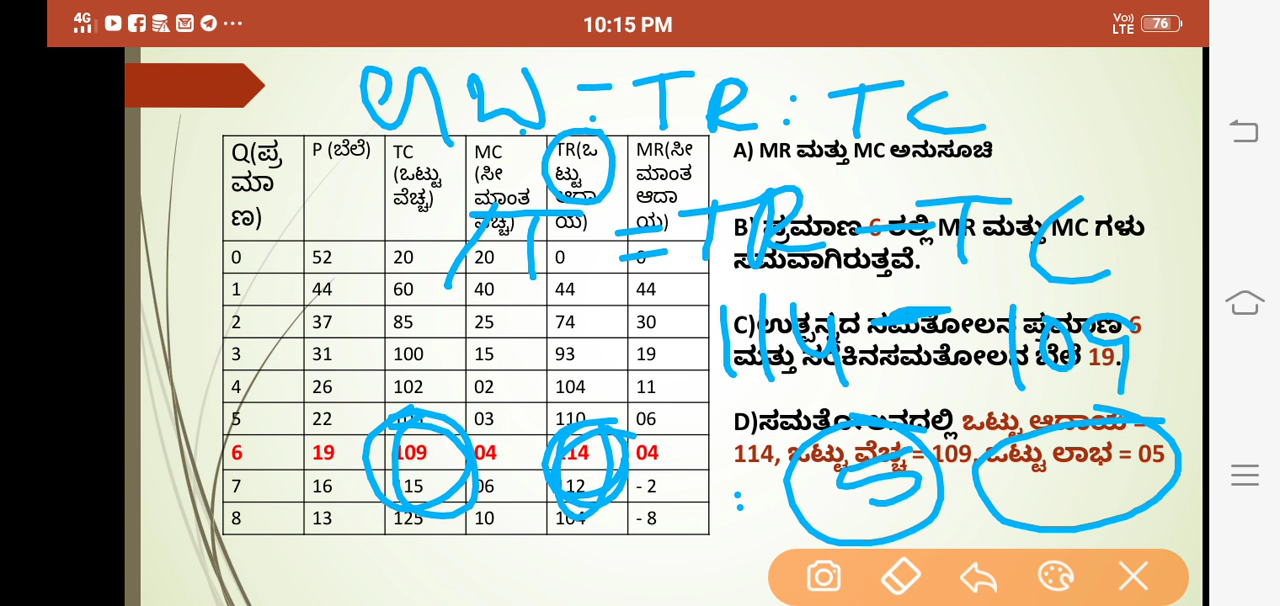 4G 10:15 PM Vo)) LTE 76
ಲಾಭ = TR : TC
Q(ಪ್ರಮಾಣ) P (ಬೆಲೆ) TC (ಒಟ್ಟು ವೆಚ್ಚ) MC (ಸೀಮಾಂತ ವೆಚ್ಚ) TR(ಒಟ್ಟು ಆದಾಯ) MR(ಸೀಮಾಂತ ಆದಾಯ)
0 52 20 20 0 0
1 44 60 40 44 44
2 37 85 25 74 30
3 31 100 15 93 19
4 26 102 02 104 11
5 22 03 110 06
6 19 109 04 114 04
7 16 115 06 112 - 2
8 13 125 10 104 - 8
A) MR ಮತ್ತು MC ಅನುಸೂಚಿ
π = TR - TC
B) ಪ್ರಮಾಣ 6 ರಲ್ಲಿ MR ಮತ್ತು MC ಗಳು
ಸಮವಾಗಿರುತ್ತವೆ.
114 - 109
C)ಉತ್ಪನ್ನದ ಸಮತೋಲನ ಪ್ರಮಾಣ 6
ಮತ್ತು ಸರಕಿನಸಮತೋಲನ ಬೆಲೆ 19.
D)ಸಮತೋಲನದಲ್ಲಿ ಒಟ್ಟು ಆದಾಯ =
114, ಒಟ್ಟು ವೆಚ್ಚ = 109. ಒಟ್ಟು ಲಾಭ = 05
: 5